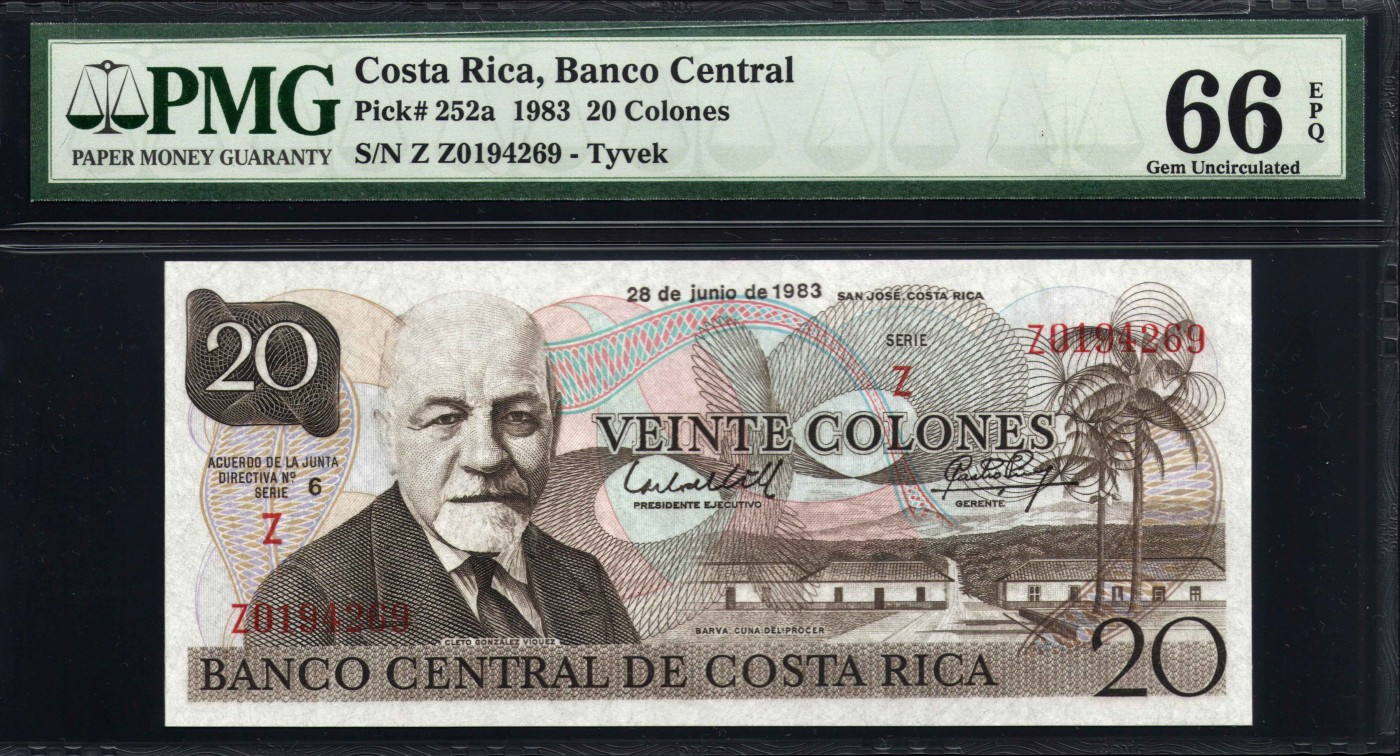 PMG
PAPER MONEY GUARANTY
Costa Rica, Banco Central
Pick# 252a 1983 20 Colones
S/N Z Z0194269 - Tyvek
66
EPQ
Gem Uncirculated
20
28 de junio de 1983
SAN JOSÉ, COSTA RICA
SERIE
Z
Z0194269
VEINTE COLONES
ACUERDO DE LA JUNTA
DIRECTIVA Nº
SERIE 6
Z
PRESIDENTE EJECUTIVO
GERENTE
Z0194269
CLETO GONZALEZ VIQUEZ
BARVA, CUNA DEL PROCER
BANCO CENTRAL DE COSTA RICA
20